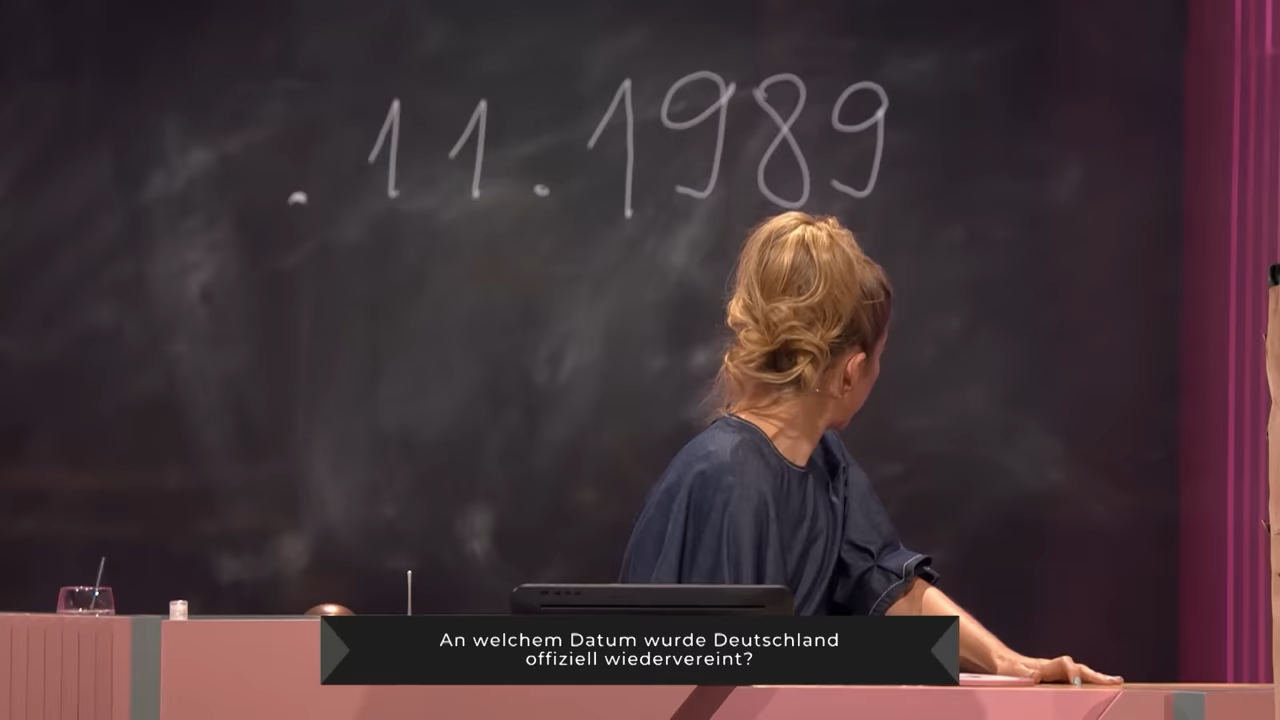 . 11 . 1989
An welchem Datum wurde Deutschland
offiziell wiedervereint?